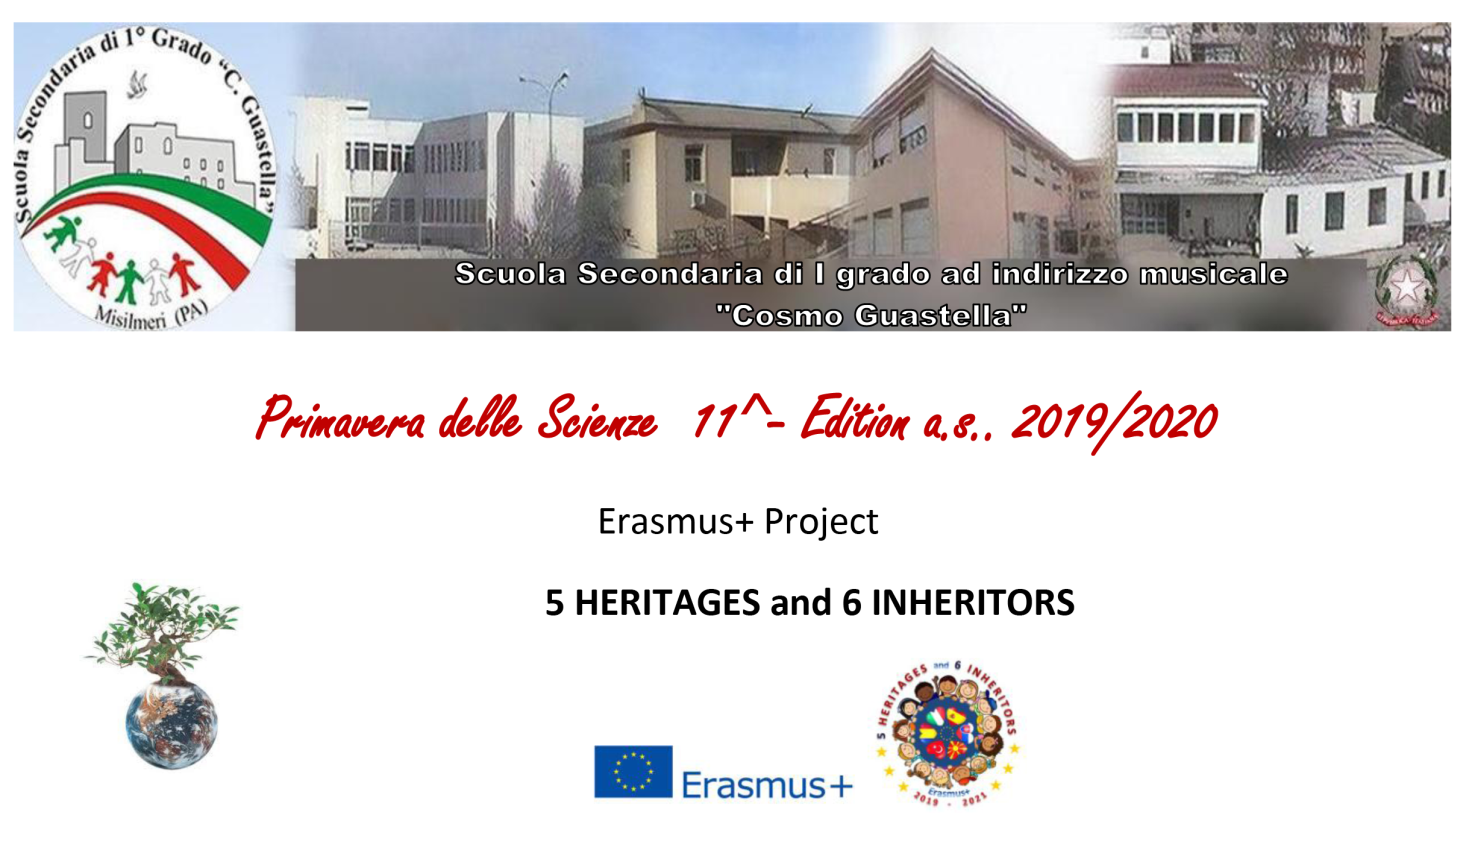 Scuola Secondaria di 1° Grado "C. Guastella"
Misilmeri (PA)
Scuola Secondaria di I grado ad indirizzo musicale
"Cosmo Guastella"
Primavera delle Scienze 11^- Edition a.s.. 2019/2020
Erasmus+ Project
5 HERITAGES and 6 INHERITORS
5 HERITAGES and 6 INHERITORS
Erasmus+
2019 - 2021
Erasmus+